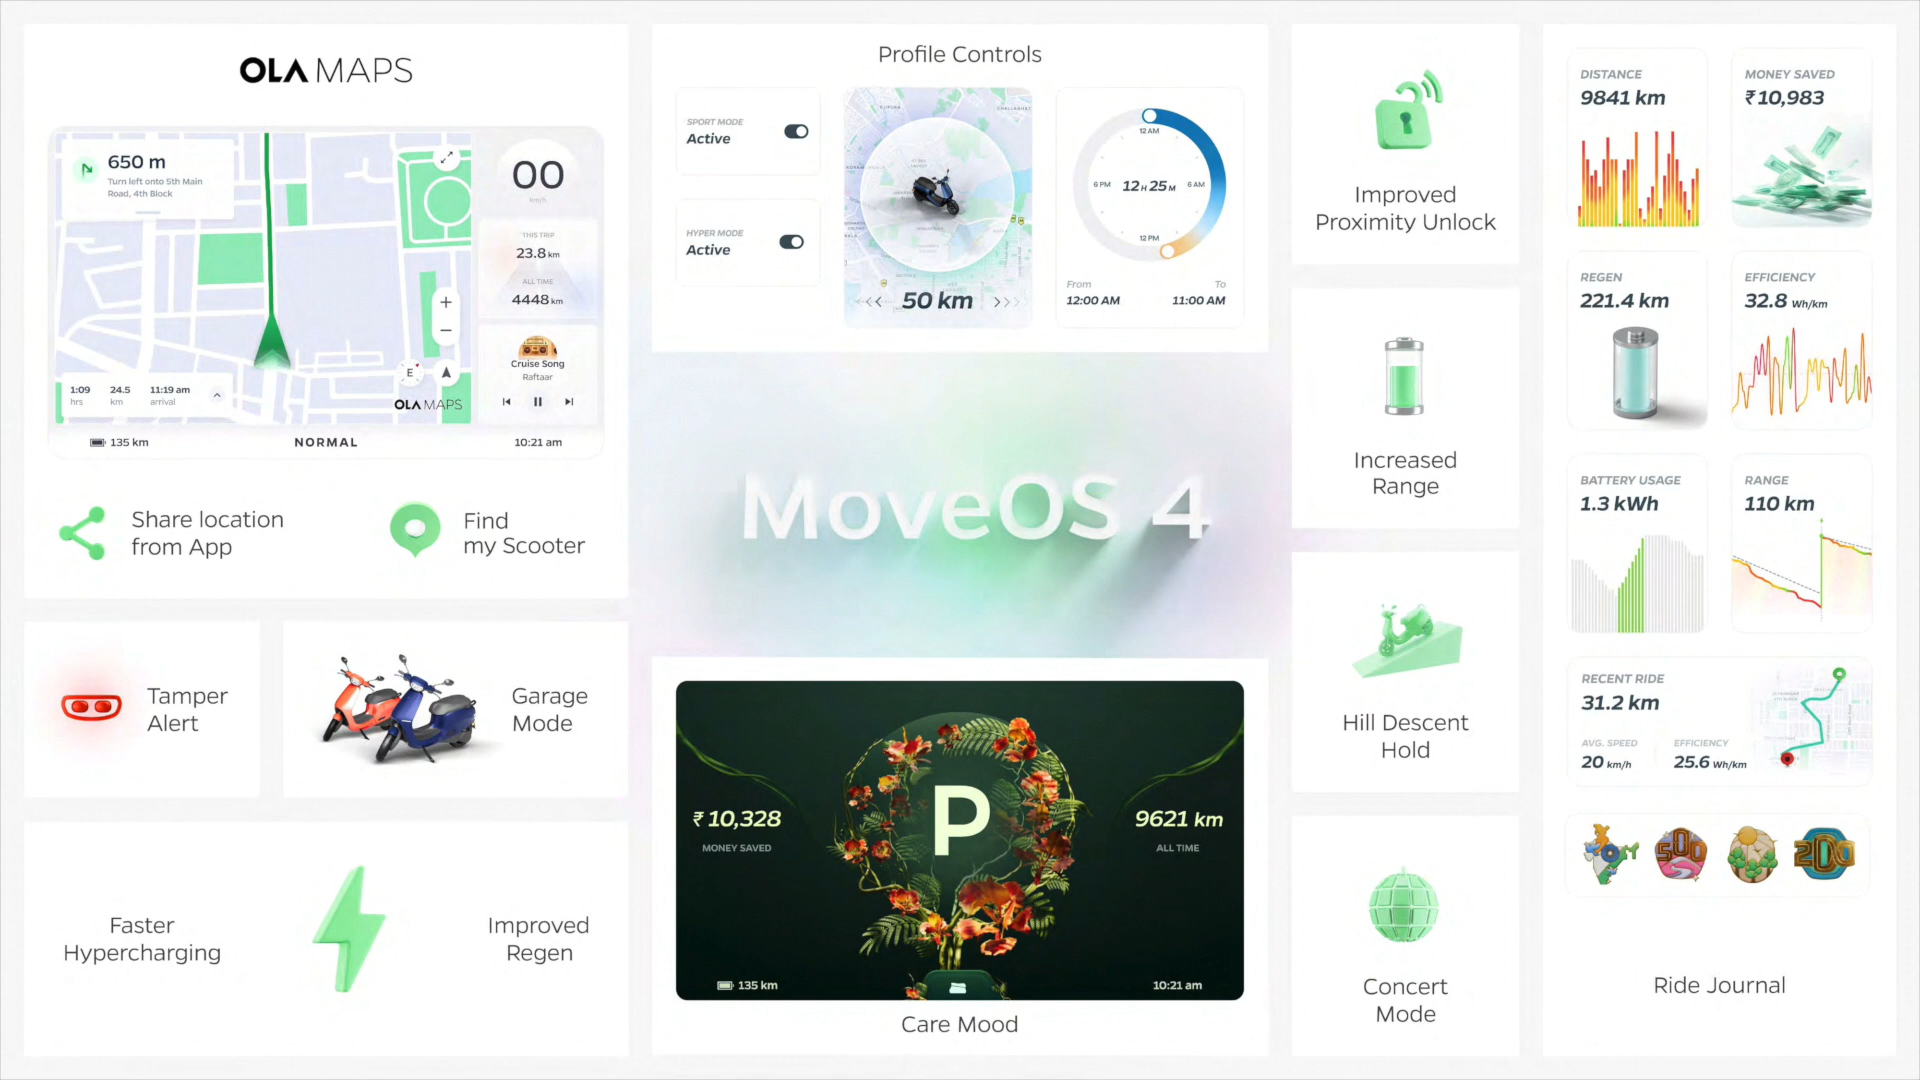 OLA MAPS
650 m
Turn left onto 5th Main
Road, 4th Block
00
km/h
THIS TRIP
23.8 km
ALL TIME
4448 km
Cruise Song
Raftaar
1:09
hrs
24.5
km
11:19 am
arrival
E
OLA MAPS
135 km
NORMAL
10:21 am
Share location
from App
Find
my Scooter
Tamper
Alert
Garage
Mode
Faster
Hypercharging
Improved
Regen
Profile Controls
SPORT MODE
Active
HYPER MODE
Active
50 km
12 AM
6 PM
12 H 25 M
6 AM
12 PM
From
12:00 AM
To
11:00 AM
MoveOS 4
₹ 10,328
MONEY SAVED
P
9621 km
ALL TIME
135 km
10:21 am
Care Mood
Improved
Proximity Unlock
Increased
Range
Hill Descent
Hold
Concert
Mode
DISTANCE
9841 km
MONEY SAVED
₹10,983
REGEN
221.4 km
EFFICIENCY
32.8 Wh/km
BATTERY USAGE
1.3 kWh
RANGE
110 km
RECENT RIDE
31.2 km
AVG. SPEED
20 km/h
EFFICIENCY
25.6 Wh/km
500
200
Ride Journal